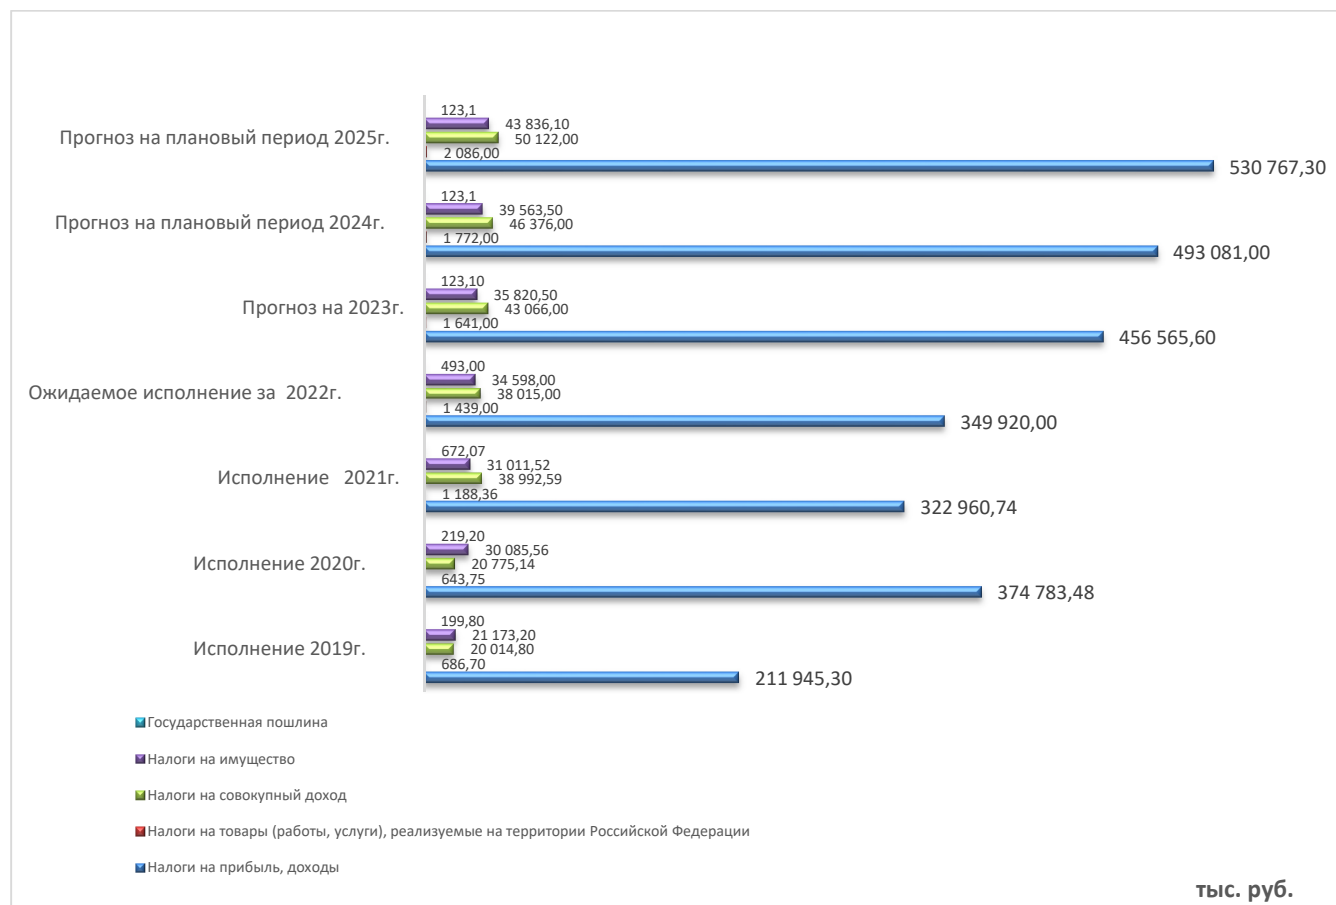 123,1
43 836,10
Прогноз на плановый период 2025г.
50 122,00
2 086,00
530 767,30
123,1
39 563,50
Прогноз на плановый период 2024г.
46 376,00
1 772,00
493 081,00
123,10
35 820,50
Прогноз на 2023г.
43 066,00
1 641,00
456 565,60
493,00
34 598,00
Ожидаемое исполнение за 2022г.
38 015,00
1 439,00
349 920,00
672,07
31 011,52
Исполнение 2021г.
38 992,59
1 188,36
322 960,74
219,20
30 085,56
Исполнение 2020г.
20 775,14
643,75
374 783,48
199,80
21 173,20
Исполнение 2019г.
20 014,80
686,70
211 945,30
Государственная пошлина
Налоги на имущество
Налоги на совокупный доход
Налоги на товары (работы, услуги), реализуемые на территории Российской Федерации
Налоги на прибыль, доходы
тыс. руб.